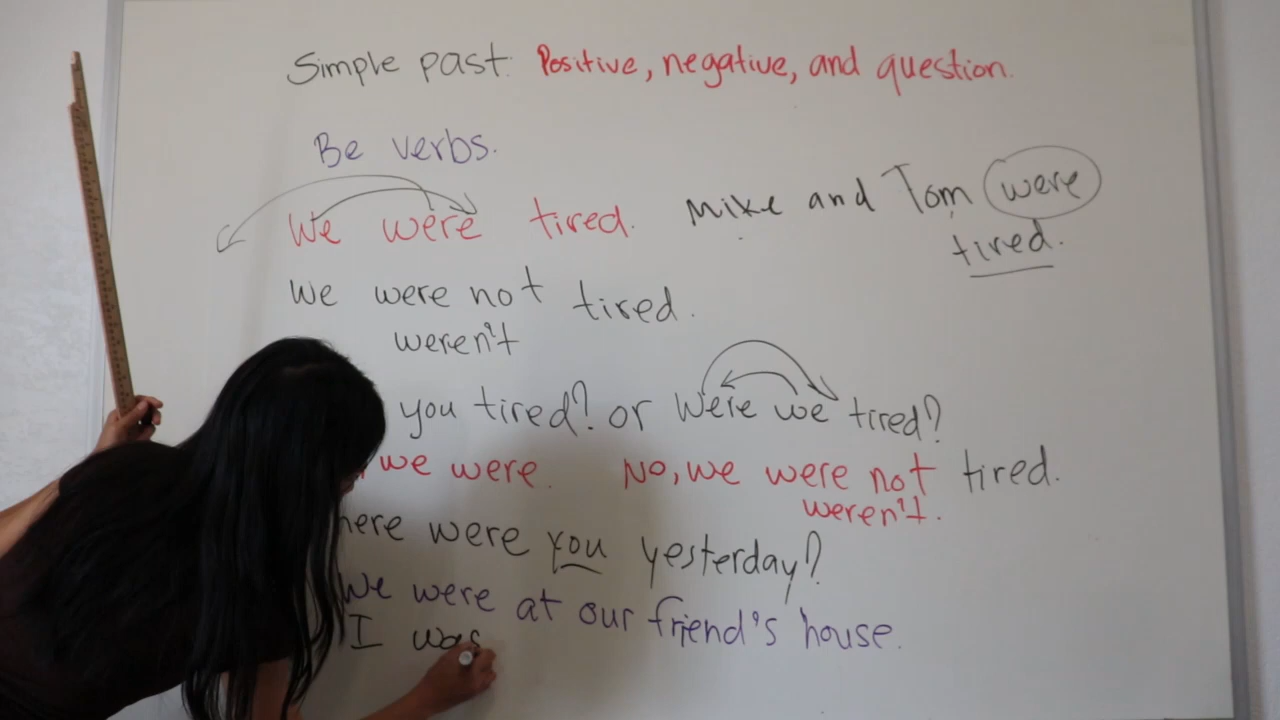 Simple past: Positive, negative, and question.
Be verbs.
We were tired. Mike and Tom were
tired.
We were not tired.
weren't
you tired? or Were we tired?
, we were. No, we were not tired.
weren't.
here were you yesterday?
We were at our friend's house.
I was